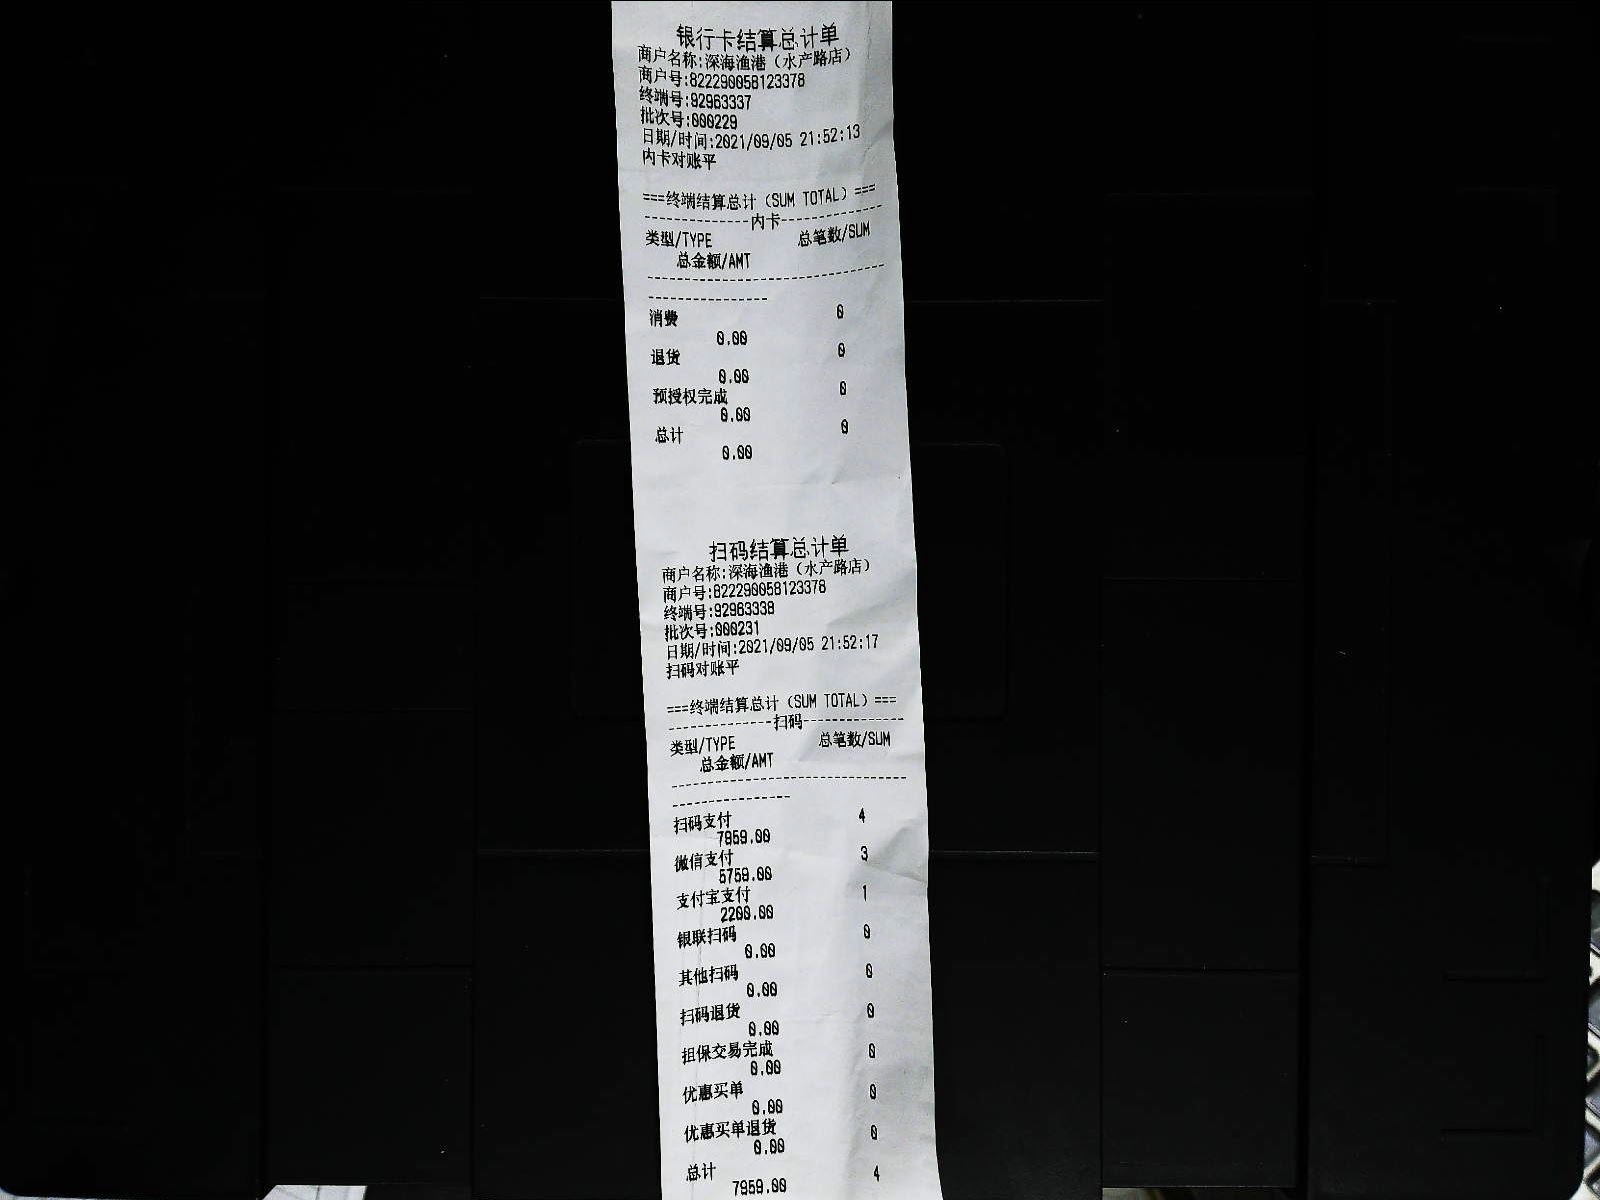 银行卡结算总计单
商户名称:深海渔港（水产路店）
商户号:822290058123378
终端号:92963337
批次号:000229
日期/时间:2021/09/05 21:52:13
内卡对账平
===终端结算总计（SUM TOTAL）===
--------------内卡--------------
类型/TYPE 总笔数/SUM
总金额/AMT
--------------------------------
----------------
消费 0
0.00
退货 0
0.00
预授权完成 0
0.00
总计 0
0.00
扫码结算总计单
商户名称:深海渔港（水产路店）
商户号:822290058123378
终端号:92963338
批次号:000231
日期/时间:2021/09/05 21:52:17
扫码对账平
===终端结算总计（SUM TOTAL）===
--------------扫码--------------
类型/TYPE 总笔数/SUM
总金额/AMT
--------------------------------
----------------
扫码支付 4
7959.00
微信支付 3
5759.00
支付宝支付 1
2200.00
银联扫码 0
0.00
其他扫码 0
0.00
扫码退货 0
0.00
担保交易完成 0
0.00
优惠买单 0
0.00
优惠买单退货 0
0.00
总计 4
7959.00